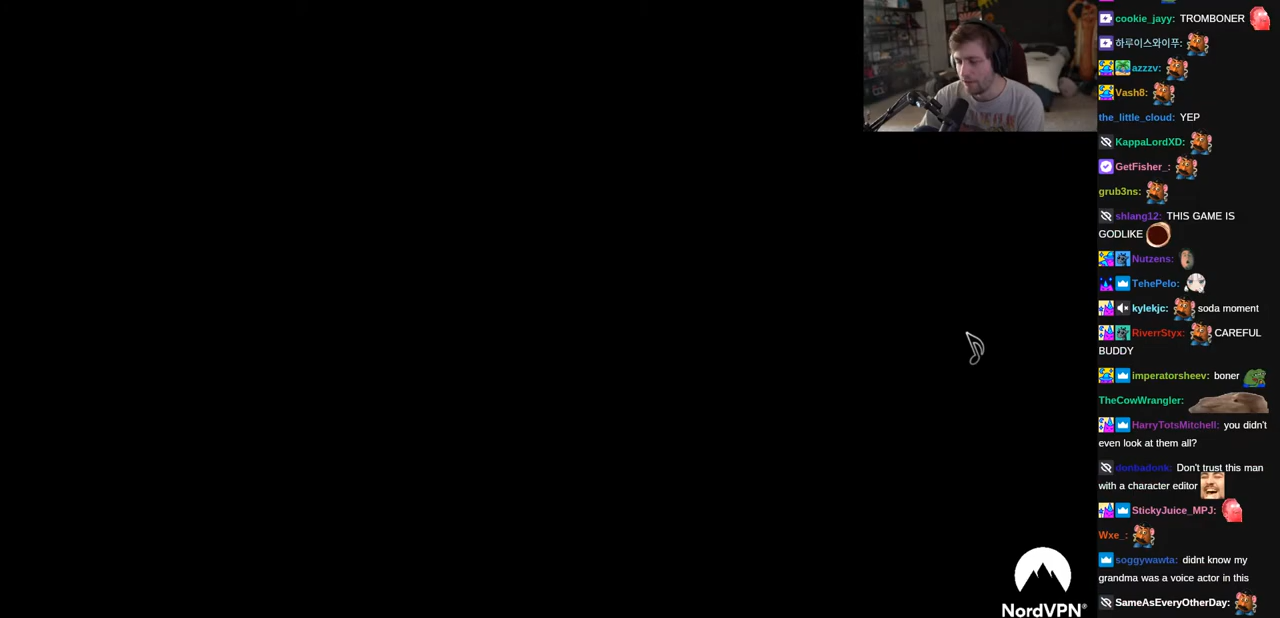 cookie_jayy: TROMBONER
하루이스와이푸:
azzzv:
Vash8:
the_little_cloud: YEP
KappaLordXD:
GetFisher_:
grub3ns:
shlang12: THIS GAME IS
GODLIKE
Nutzens:
TehePelo:
kylekjc: soda moment
RiverrStyx: CAREFUL
BUDDY
imperatorsheev: boner
TheCowWrangler:
HarryTotsMitchell: you didn't
even look at them all?
donbadonk: Don't trust this man
with a character editor
StickyJuice_MPJ:
Wxe_:
soggywawta: didnt know my
grandma was a voice actor in this
SameAsEveryOtherDay:
NordVPN®